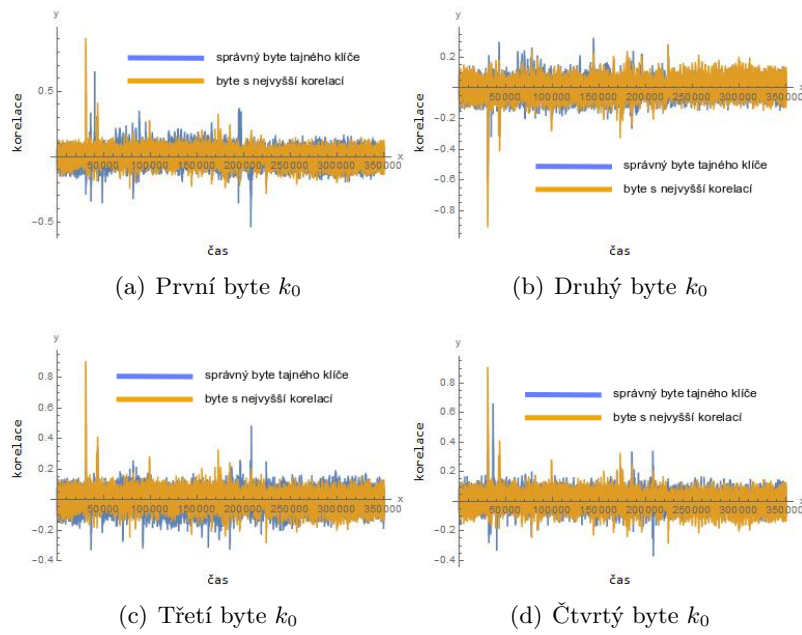 y
0.5
-0.5
korelace
správný byte tajného klíče
byte s nejvyšší korelací
x
50000 100000 150000 200000 250000 300000 350000
čas
(a) První byte k₀
y
0.2
-0.2
-0.4
-0.6
-0.8
korelace
x
50000 100000 150000 200000 250000 300000 350000
správný byte tajného klíče
byte s nejvyšší korelací
čas
(b) Druhý byte k₀
y
0.8
0.6
0.4
0.2
-0.2
-0.4
korelace
správný byte tajného klíče
byte s nejvyšší korelací
x
50000 100000 150000 200000 250000 300000 350000
čas
(c) Třetí byte k₀
y
0.8
0.6
0.4
0.2
-0.2
-0.4
korelace
správný byte tajného klíče
byte s nejvyšší korelací
x
50000 100000 150000 200000 250000 300000 350000
čas
(d) Čtvrtý byte k₀